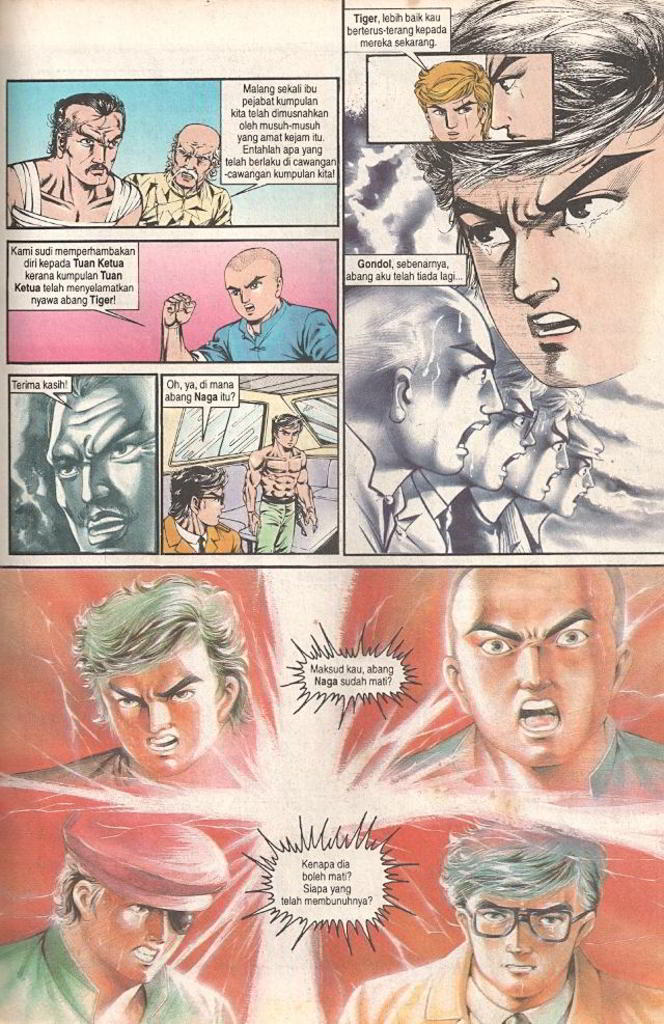 Malang sekali ibu
pejabat kumpulan
kita telah dimusnahkan
oleh musuh-musuh
yang amat kejam itu.
Entahlah apa yang
telah berlaku di cawangan
-cawangan kumpulan kita!
Kami sudi memperhambakan
diri kepada Tuan Ketua
kerana kumpulan Tuan
Ketua telah menyelamatkan
nyawa abang Tiger!
Terima kasih!
Oh, ya, di mana
abang Naga itu?
Tiger, lebih baik kau
berterus-terang kepada
mereka sekarang.
Gondol, sebenarnya,
abang aku telah tiada lagi...
Maksud kau, abang
Naga sudah mati?
Kenapa dia
boleh mati?
Siapa yang
telah membunuhnya?